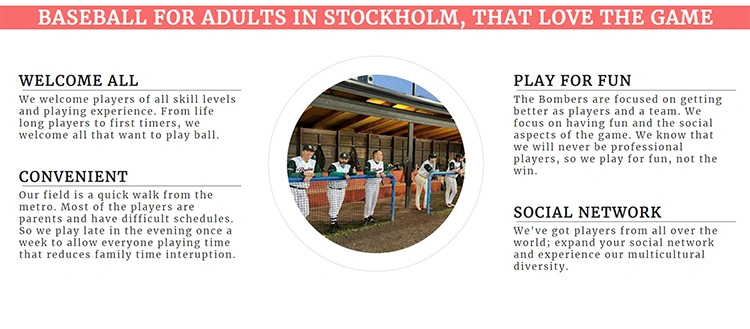 BASEBALL FOR ADULTS IN STOCKHOLM, THAT LOVE THE GAME
WELCOME ALL
We welcome players of all skill levels
and playing experience. From life
long players to first timers, we
welcome all that want to play ball.
CONVENIENT
Our field is a quick walk from the
metro. Most of the players are
parents and have difficult schedules.
So we play late in the evening once a
week to allow everyone playing time
that reduces family time interuption.
PLAY FOR FUN
The Bombers are focused on getting
better as players and a team. We
focus on having fun and the social
aspects of the game. We know that
we will never be professional
players, so we play for fun, not the
win.
SOCIAL NETWORK
We've got players from all over the
world; expand your social network
and experience our multicultural
diversity.